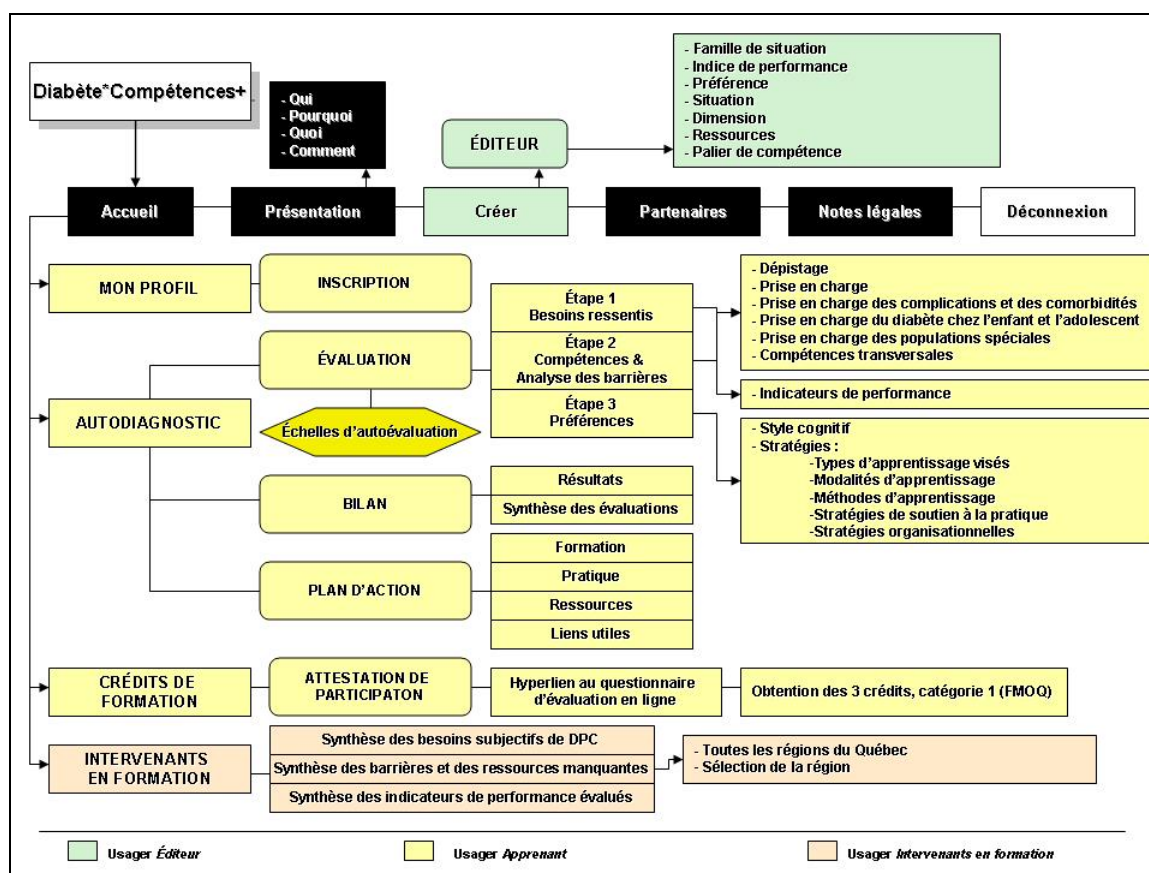 Diabète*Compétences+
- Qui
- Pourquoi
- Quoi
- Comment
ÉDITEUR
- Famille de situation
- Indice de performance
- Préférence
- Situation
- Dimension
- Ressources
- Palier de compétence
Accueil
Présentation
Créer
Partenaires
Notes légales
Déconnexion
MON PROFIL
INSCRIPTION
AUTODIAGNOSTIC
ÉVALUATION
Échelles d'autoévaluation
Étape 1
Besoins ressentis
Étape 2
Compétences &
Analyse des barrières
Étape 3
Préférences
- Dépistage
- Prise en charge
- Prise en charge des complications et des comorbidités
- Prise en charge du diabète chez l'enfant et l'adolescent
- Prise en charge des populations spéciales
- Compétences transversales
- Indicateurs de performance
- Style cognitif
- Stratégies :
-Types d'apprentissage visés
-Modalités d'apprentissage
-Méthodes d'apprentissage
-Stratégies de soutien à la pratique
-Stratégies organisationnelles
BILAN
Résultats
Synthèse des évaluations
PLAN D'ACTION
Formation
Pratique
Ressources
Liens utiles
CRÉDITS DE
FORMATION
ATTESTATION DE
PARTICIPATON
Hyperlien au questionnaire
d'évaluation en ligne
Obtention des 3 crédits, catégorie 1 (FMOQ)
INTERVENANTS
EN FORMATION
Synthèse des besoins subjectifs de DPC
Synthèse des barrières et des ressources manquantes
Synthèse des indicateurs de performance évalués
- Toutes les régions du Québec
- Sélection de la région
Usager Éditeur
Usager Apprenant
Usager Intervenants en formation